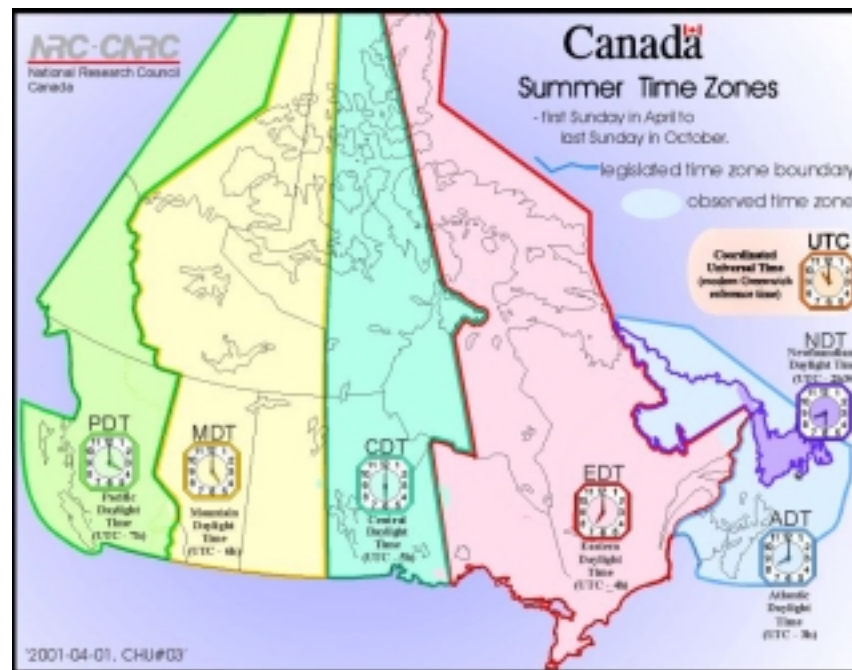 NRC·CNRC
National Research Council
Canada
Canada
Summer Time Zones
- first Sunday in April to
last Sunday in October.
legislated time zone boundary
observed time zone
UTC
Coordinated
Universal Time
(modern Greenwich
reference time)
NDT
Newfoundland
Daylight Time
(UTC -
PDT
Pacific
Daylight
Time
(UTC - 7h)
MDT
Mountain
Daylight
Time
(UTC - 6h)
CDT
Central
Daylight
Time
(UTC - 5h)
EDT
Eastern
Daylight
Time
(UTC - 4h)
ADT
Atlantic
Daylight
Time
(UTC - 3h)
'2001-04-01, CHU#03'